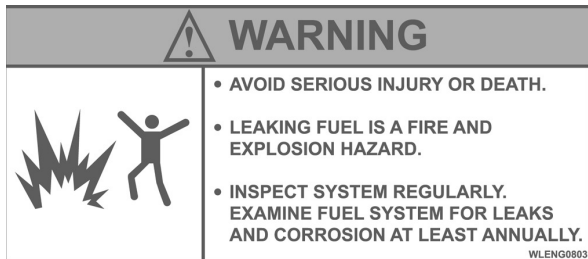 WARNING
• AVOID SERIOUS INJURY OR DEATH.
• LEAKING FUEL IS A FIRE AND
EXPLOSION HAZARD.
• INSPECT SYSTEM REGULARLY.
EXAMINE FUEL SYSTEM FOR LEAKS
AND CORROSION AT LEAST ANNUALLY.
WLENG0803